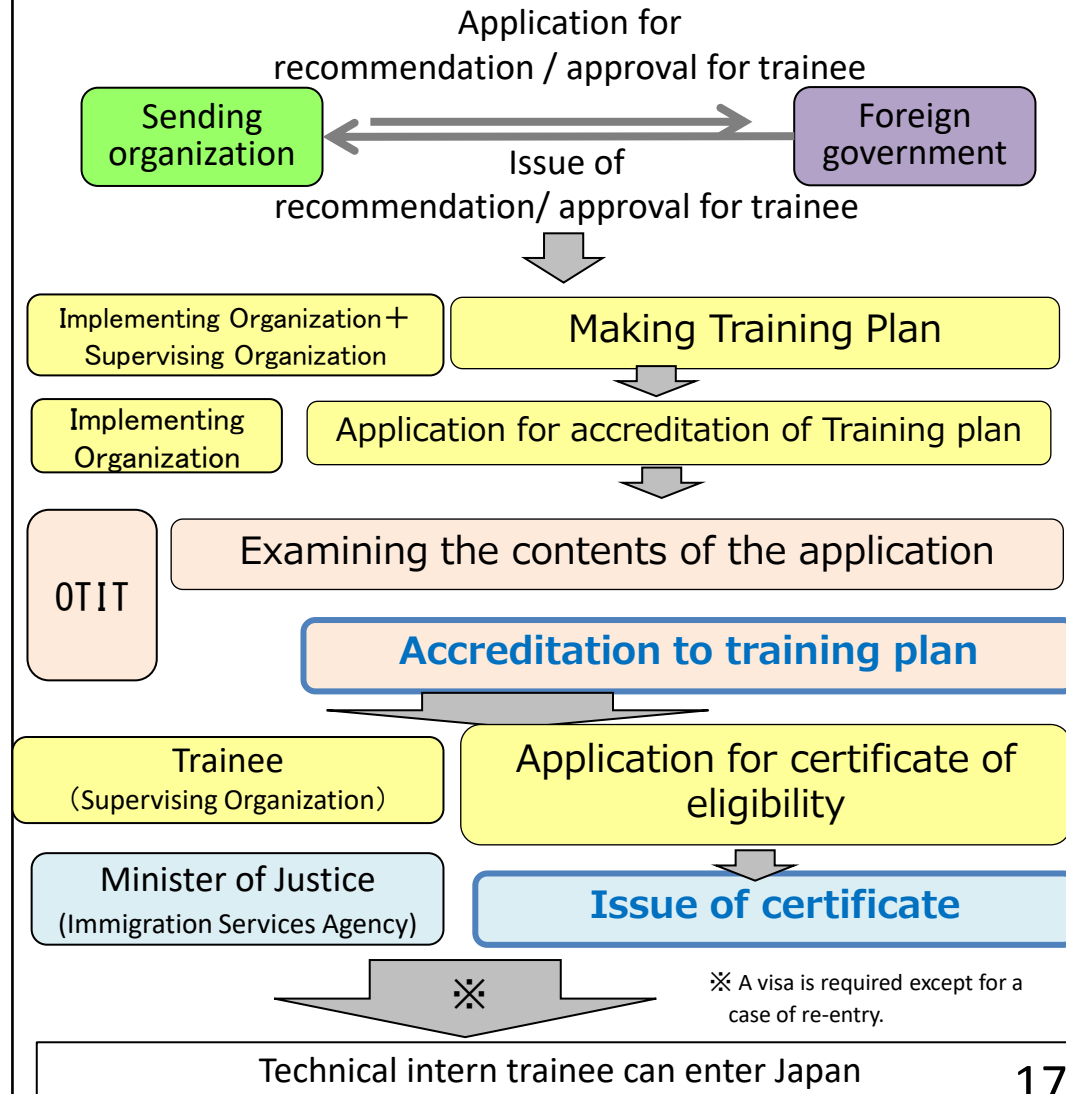 Application for
recommendation / approval for trainee
Sending
organization
Foreign
government
Issue of
recommendation/ approval for trainee
Implementing Organization＋
Supervising Organization
Making Training Plan
Implementing
Organization
Application for accreditation of Training plan
OTIT
Examining the contents of the application
Accreditation to training plan
Trainee
（Supervising Organization）
Application for certificate of
eligibility
Minister of Justice
(Immigration Services Agency)
Issue of certificate
※
※ A visa is required except for a
case of re-entry.
Technical intern trainee can enter Japan
17